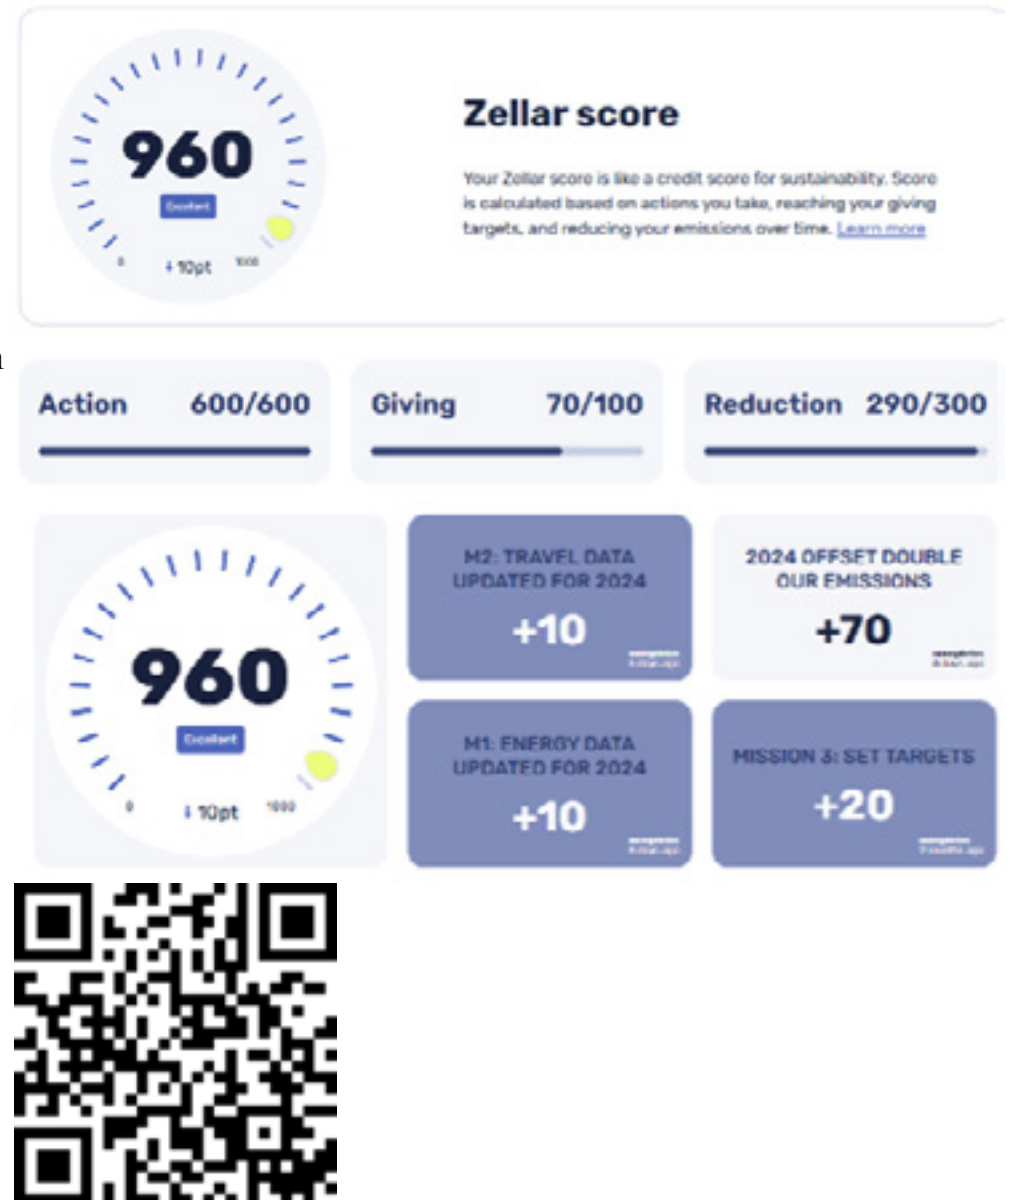 960
Excellent
0
10pt
1000
Zellar score
Your Zellar score is like a credit score for sustainability. Score
is calculated based on actions you take, reaching your giving
targets, and reducing your emissions over time. Learn more
Action 600/600
Giving 70/100
Reduction 290/300
960
Excellent
0
10pt
1000
M2: TRAVEL DATA
UPDATED FOR 2024
+10
2024 OFFSET DOUBLE
OUR EMISSIONS
+70
M1: ENERGY DATA
UPDATED FOR 2024
+10
MISSION 3: SET TARGETS
+20